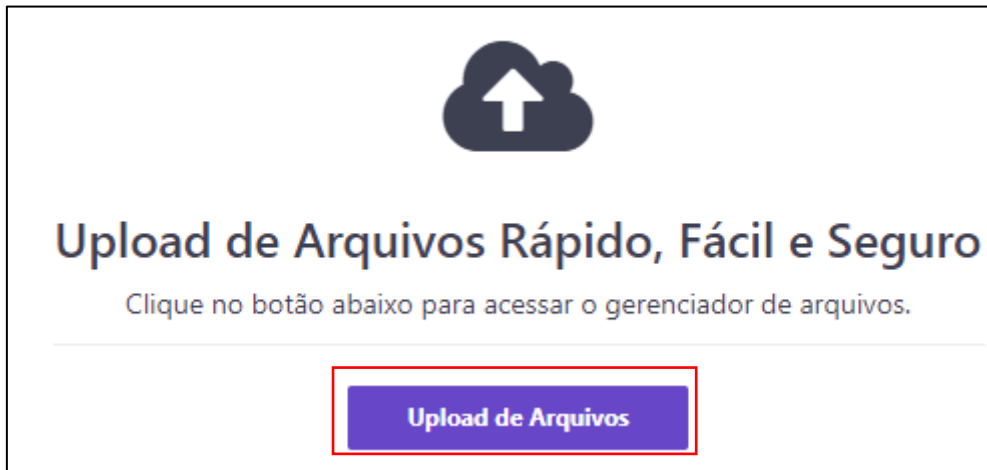 Upload de Arquivos Rápido, Fácil e Seguro
Clique no botão abaixo para acessar o gerenciador de arquivos.
Upload de Arquivos